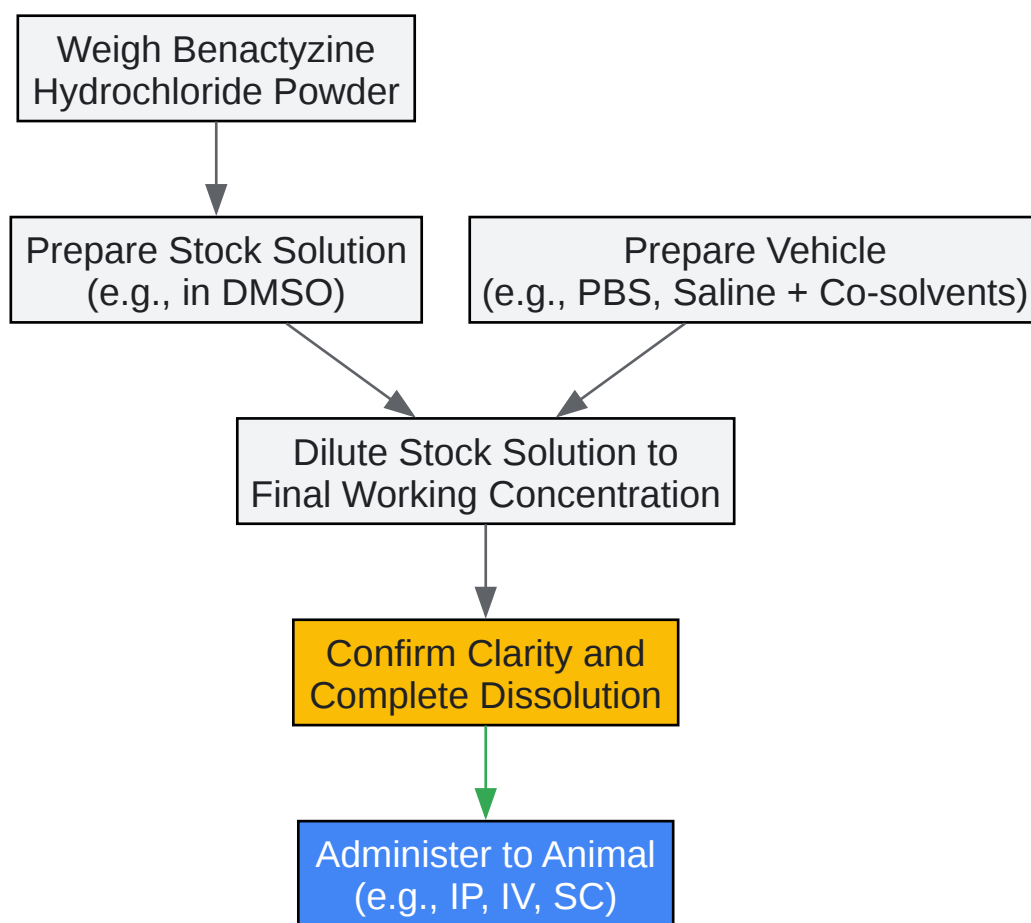 Weigh Benactyzine
Hydrochloride Powder
Prepare Stock Solution
(e.g., in DMSO)
Prepare Vehicle
(e.g., PBS, Saline + Co-solvents)
Dilute Stock Solution to
Final Working Concentration
Confirm Clarity and
Complete Dissolution
Administer to Animal
(e.g., IP, IV, SC)